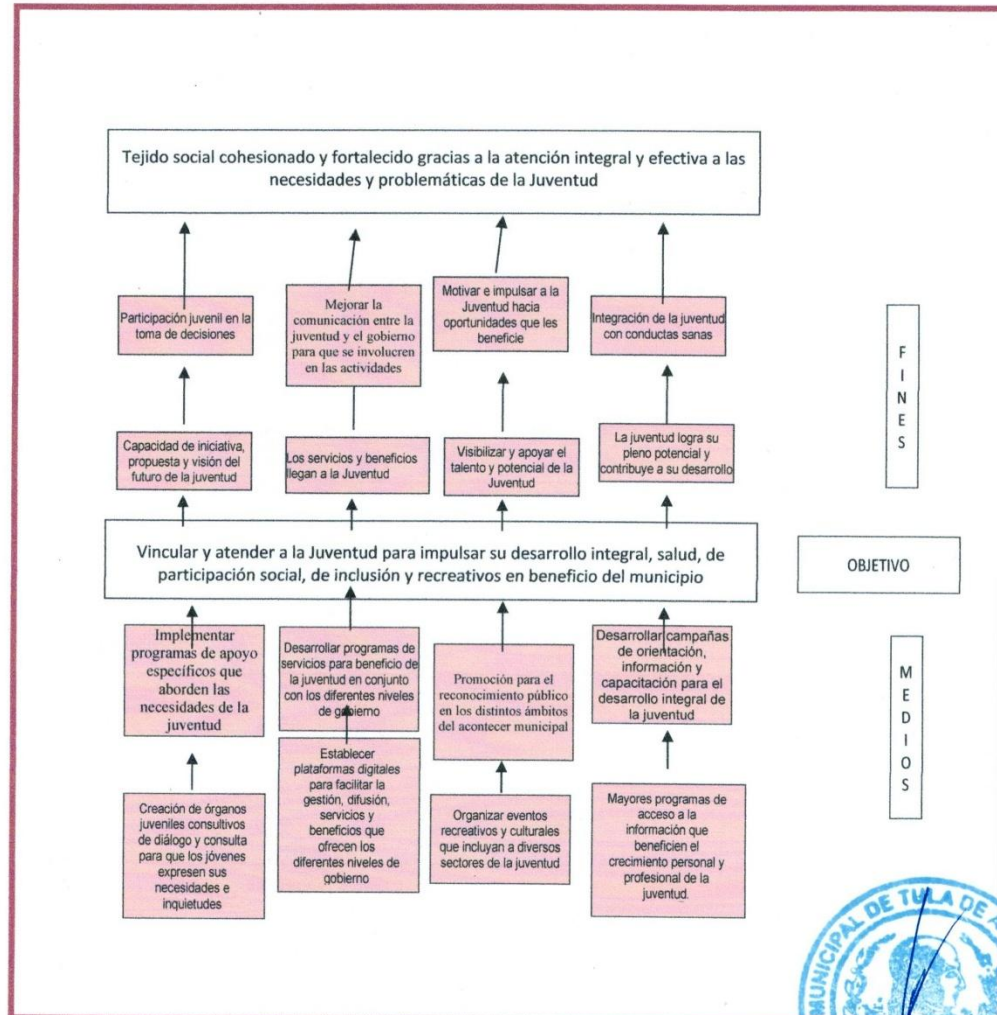 Tejido social cohesionado y fortalecido gracias a la atención integral y efectiva a las
necesidades y problemáticas de la Juventud
Participación juvenil en la
toma de decisiones
Mejorar la
comunicación entre la
juventud y el gobierno
para que se involucren
en las actividades
Motivar e impulsar a la
Juventud hacia
oportunidades que les
beneficie
Integración de la juventud
con conductas sanas
Capacidad de iniciativa,
propuesta y visión del
futuro de la juventud
Los servicios y beneficios
llegan a la Juventud
Visibilizar y apoyar el
talento y potencial de la
Juventud
La juventud logra su
pleno potencial y
contribuye a su desarrollo
F
I
N
E
S
Vincular y atender a la Juventud para impulsar su desarrollo integral, salud, de
participación social, de inclusión y recreativos en beneficio del municipio
OBJETIVO
Implementar
programas de apoyo
específicos que
aborden las
necesidades de la
juventud
Desarrollar programas de
servicios para beneficio de
la juventud en conjunto
con los diferentes niveles
de gobierno
Promoción para el
reconocimiento público
en los distintos ámbitos
del acontecer municipal
Desarrollar campañas
de orientación,
información y
capacitación para el
desarrollo integral de
la juventud
Creación de órganos
juveniles consultivos
de diálogo y consulta
para que los jóvenes
expresen sus
necesidades e
inquietudes
Establecer
plataformas digitales
para facilitar la
gestión, difusión,
servicios y
beneficios que
ofrecen los
diferentes niveles de
gobierno
Organizar eventos
recreativos y culturales
que incluyan a diversos
sectores de la juventud
Mayores programas de
acceso a la
información que
beneficien el
crecimiento personal y
profesional de la
juventud.
M
E
D
I
O
S
MUNICIPAL DE TULA DE A